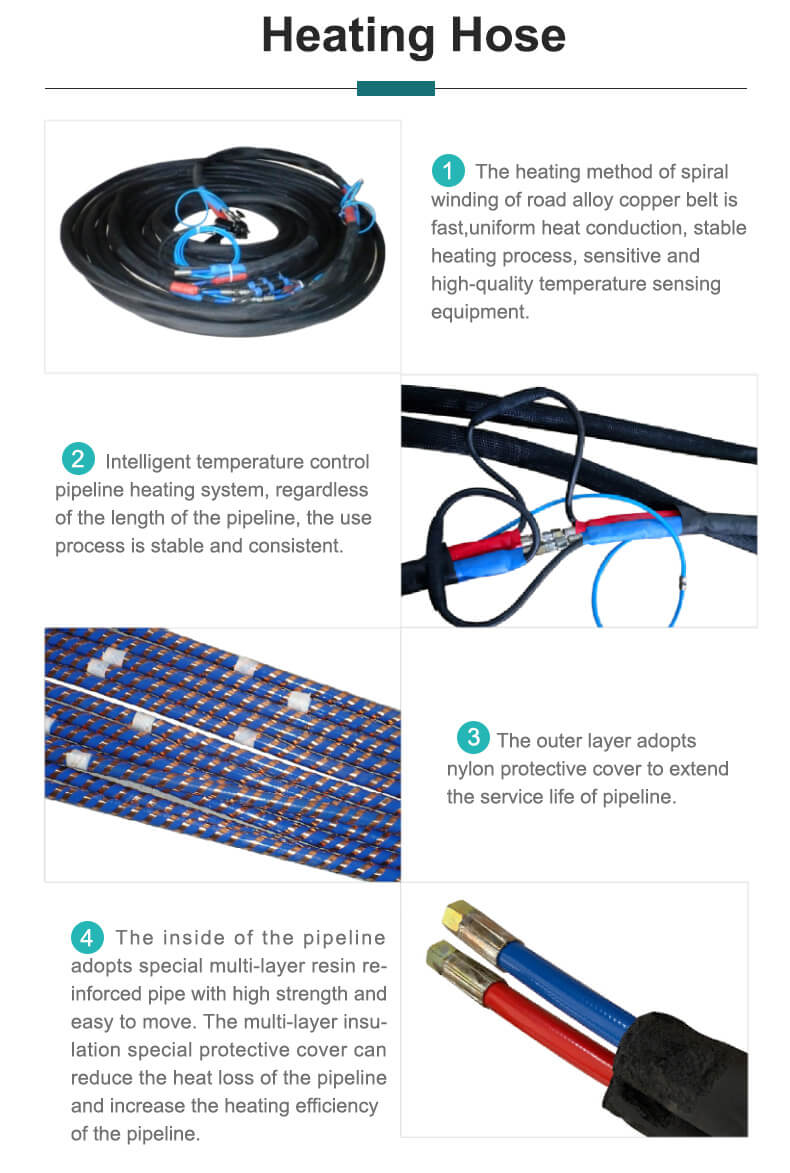 Heating Hose
1 The heating method of spiral
winding of road alloy copper belt is
fast,uniform heat conduction, stable
heating process, sensitive and
high-quality temperature sensing
equipment.
2 Intelligent temperature control
pipeline heating system, regardless
of the length of the pipeline, the use
process is stable and consistent.
3 The outer layer adopts
nylon protective cover to extend
the service life of pipeline.
4 The inside of the pipeline
adopts special multi-layer resin re-
inforced pipe with high strength and
easy to move. The multi-layer insu-
lation special protective cover can
reduce the heat loss of the pipeline
and increase the heating efficiency
of the pipeline.